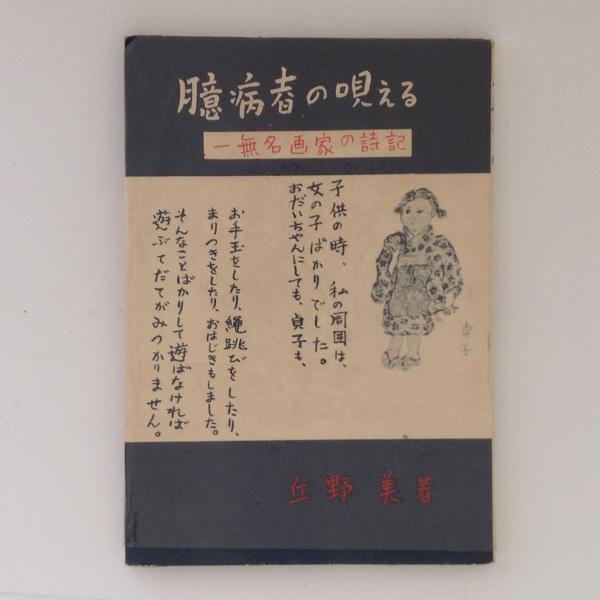 臆病者の唄える
一無名画家の詩記
子供の時、私の周囲は、
女の子ばかりでした。
おだいちゃんにしても、貞子も、
お手玉をしたり、縄跳びをしたり、
まりつきをしたり、おはじきもしました。
そんなことばかりして遊ばなければ
遊ぶてだてがみつかりません。
貞子
丘野美著